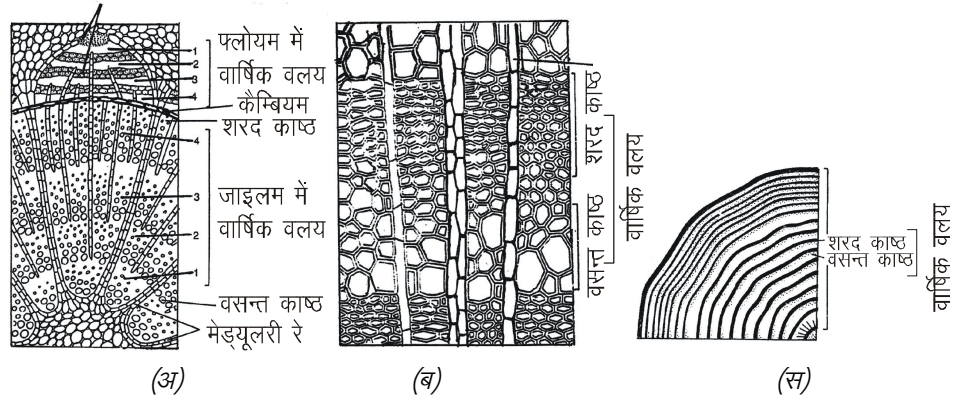 1
2
3
4
फ्लोयम में
वार्षिक वलय
कैम्बियम
शरद काष्ठ
4
3
2
1
जाइलम में
वार्षिक वलय
वसन्त काष्ठ
मेड्यूलरी रे
(अ)
शरद काष्ठ
वसन्त काष्ठ
वार्षिक वलय
(ब)
शरद काष्ठ
वसन्त काष्ठ
वार्षिक वलय
(स)